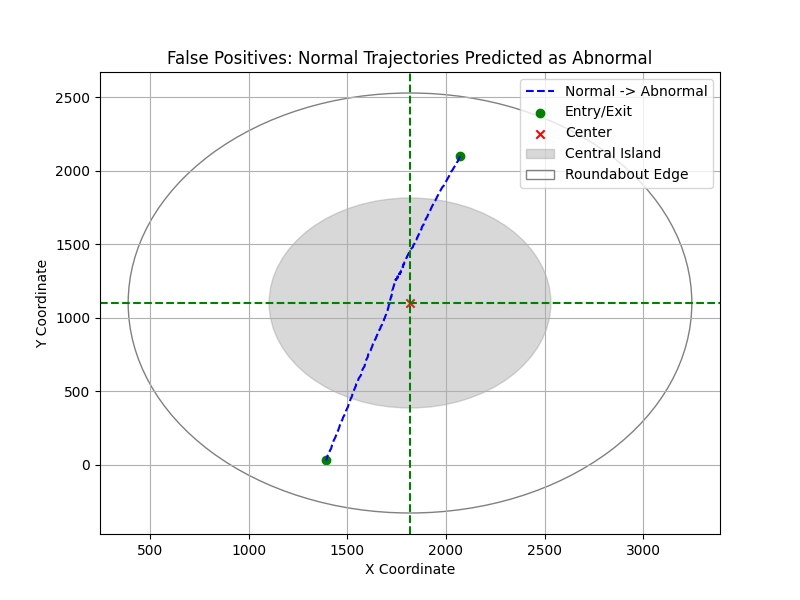 False Positives: Normal Trajectories Predicted as Abnormal
Normal -> Abnormal
Entry/Exit
Center
Central Island
Roundabout Edge
Y Coordinate
2500
2000
1500
1000
500
0
500
1000
1500
2000
2500
3000
X Coordinate